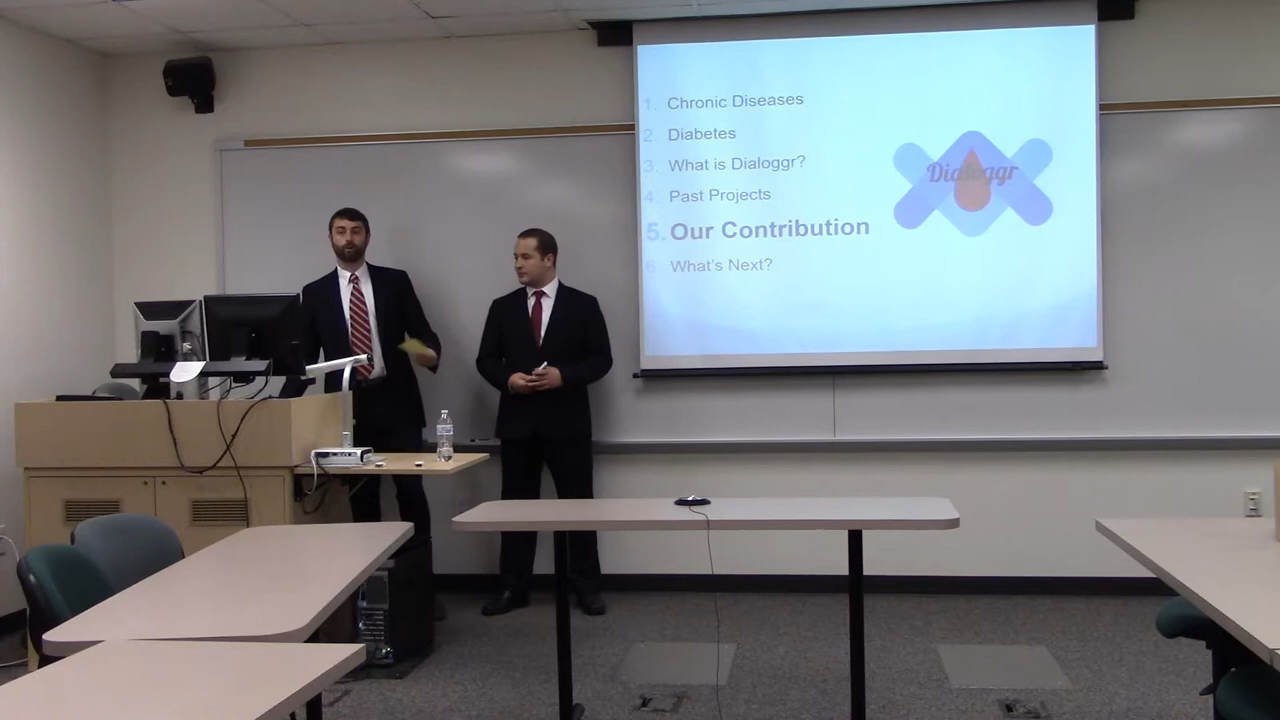 1. Chronic Diseases
2. Diabetes
3. What is Dialoggr?
4. Past Projects
5. Our Contribution
6. What's Next?
Dialoggr